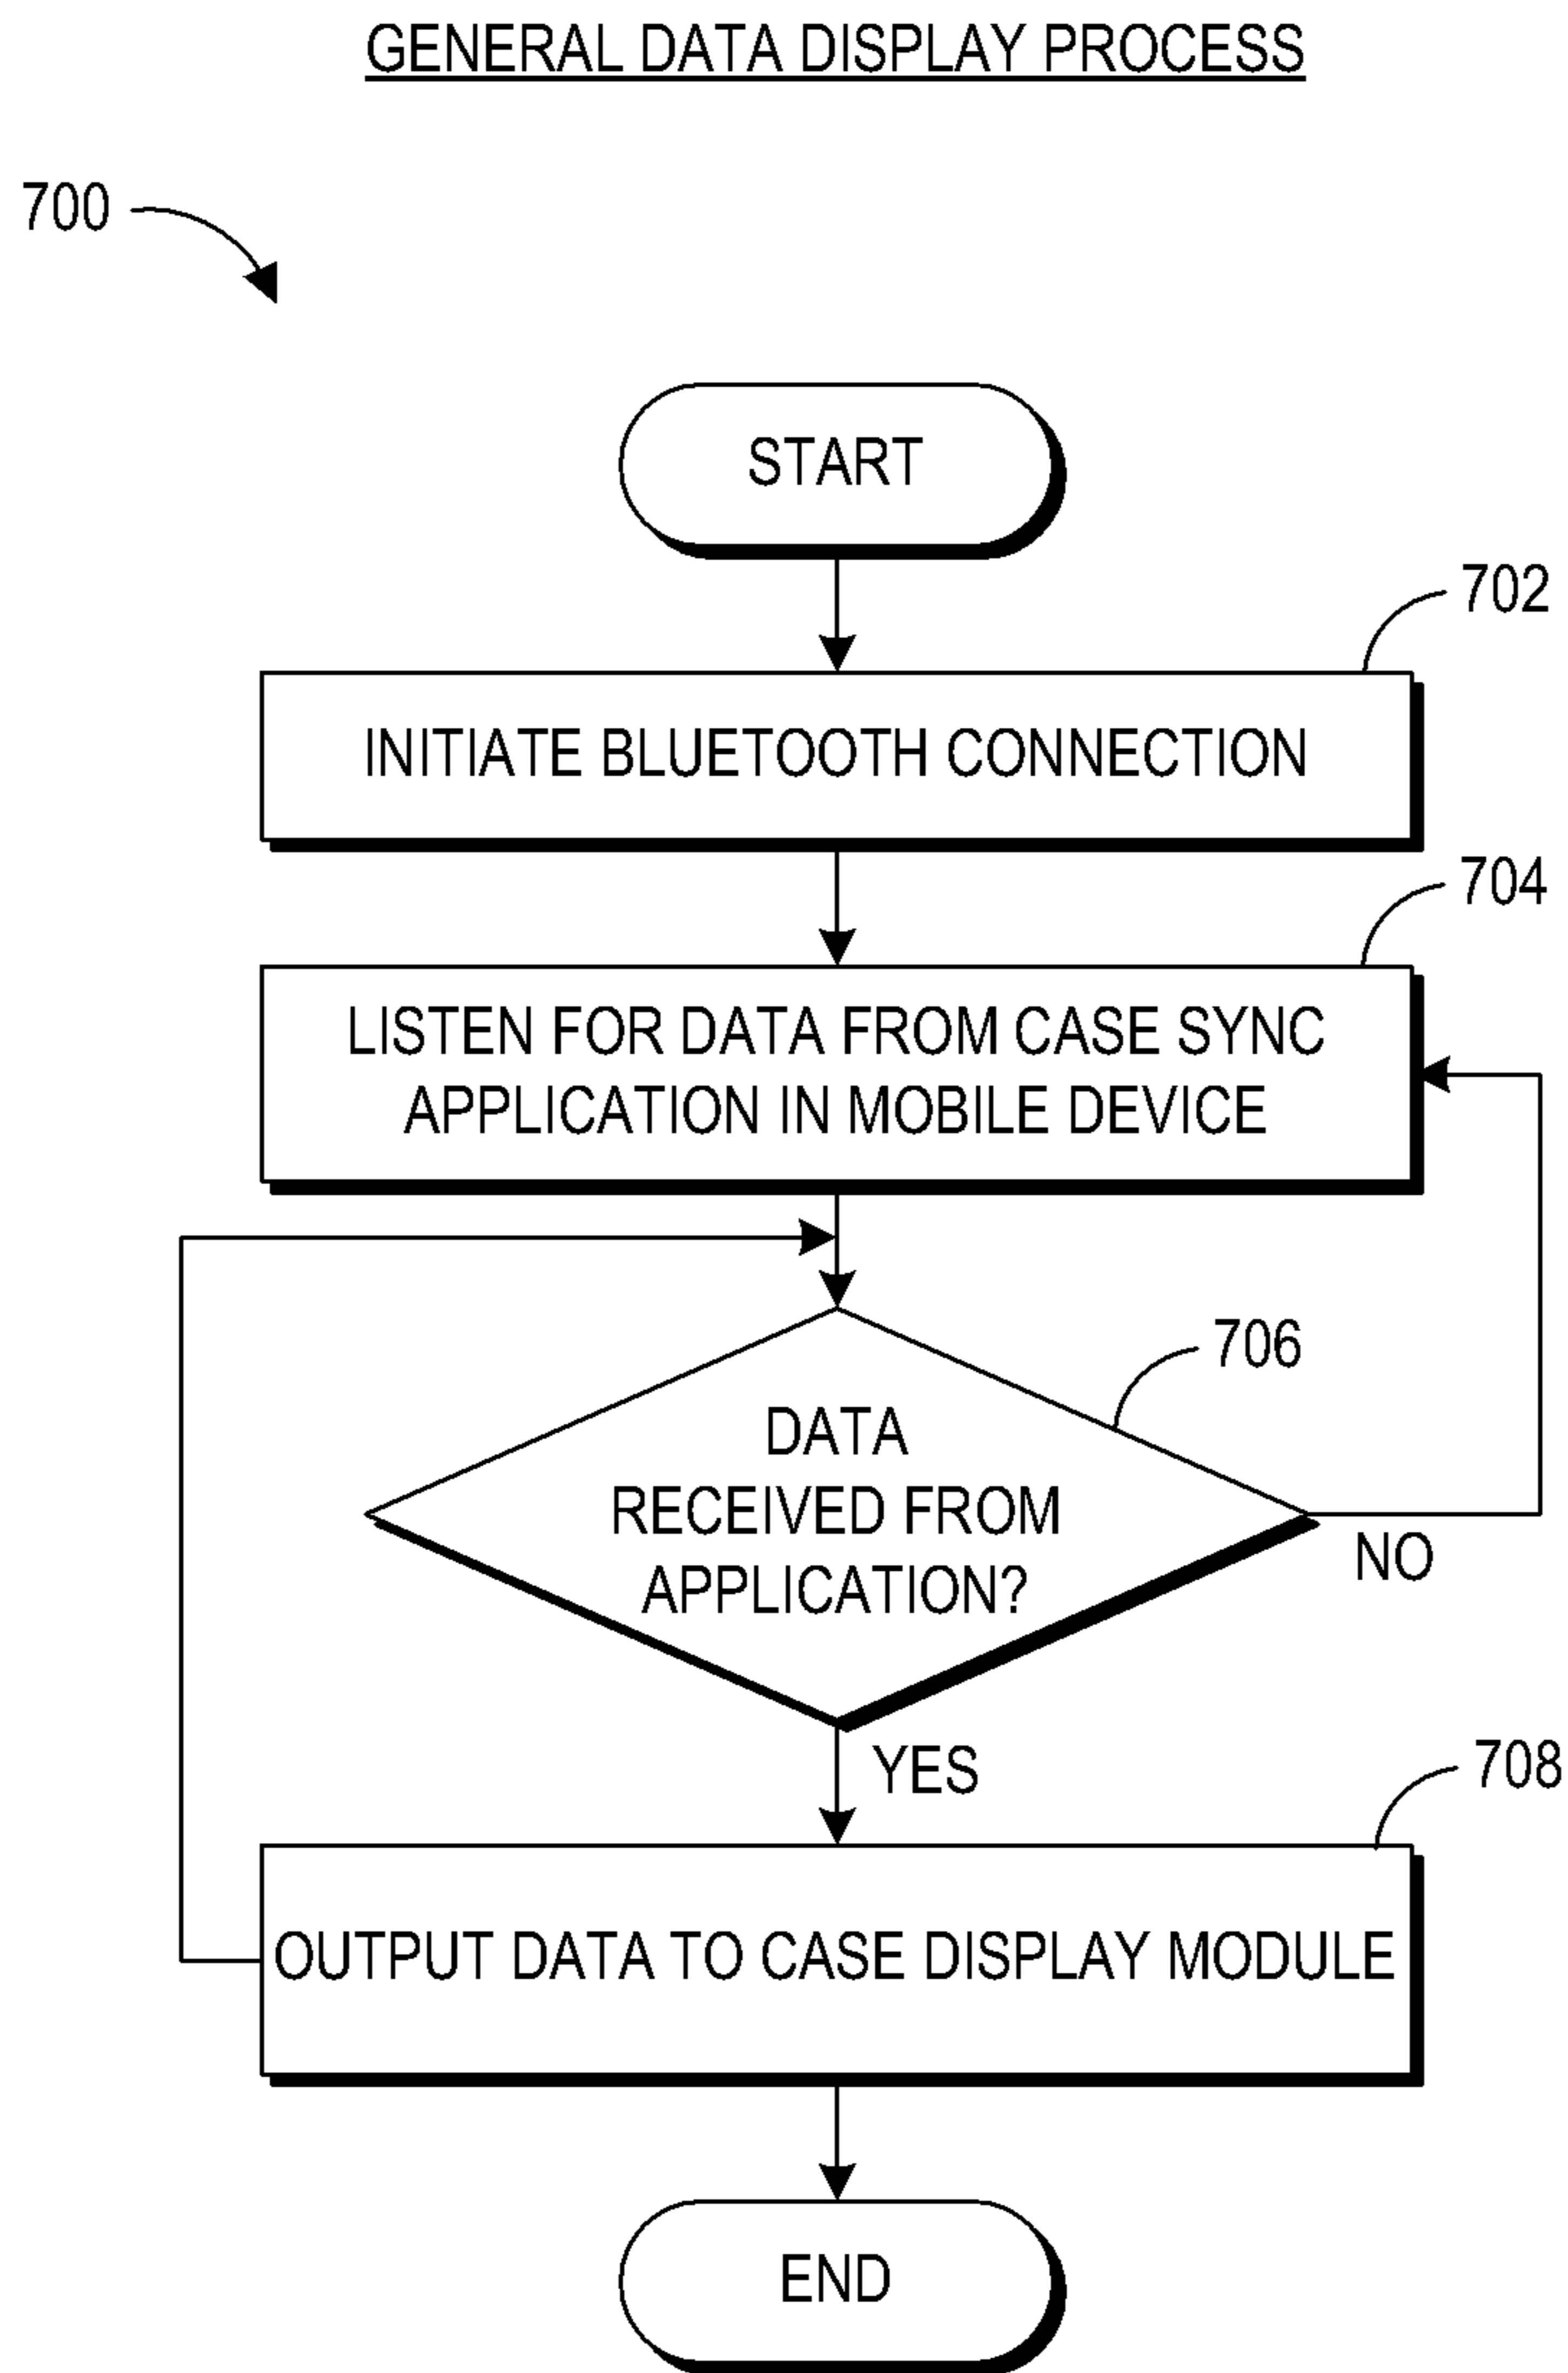 GENERAL DATA DISPLAY PROCESS
700
START
702
INITIATE BLUETOOTH CONNECTION
704
LISTEN FOR DATA FROM CASE SYNC
APPLICATION IN MOBILE DEVICE
706
DATA
RECEIVED FROM
APPLICATION?
NO
YES
708
OUTPUT DATA TO CASE DISPLAY MODULE
END